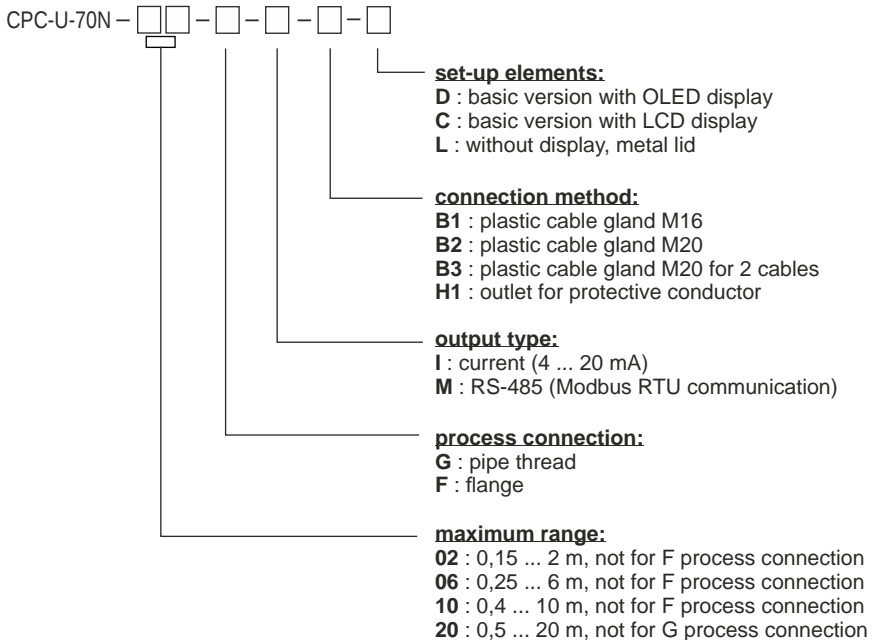 CPC-U-70N – – – – –
set-up elements:
D : basic version with OLED display
C : basic version with LCD display
L : without display, metal lid
connection method:
B1 : plastic cable gland M16
B2 : plastic cable gland M20
B3 : plastic cable gland M20 for 2 cables
H1 : outlet for protective conductor
output type:
I : current (4 ... 20 mA)
M : RS-485 (Modbus RTU communication)
process connection:
G : pipe thread
F : flange
maximum range:
02 : 0,15 ... 2 m, not for F process connection
06 : 0,25 ... 6 m, not for F process connection
10 : 0,4 ... 10 m, not for F process connection
20 : 0,5 ... 20 m, not for G process connection